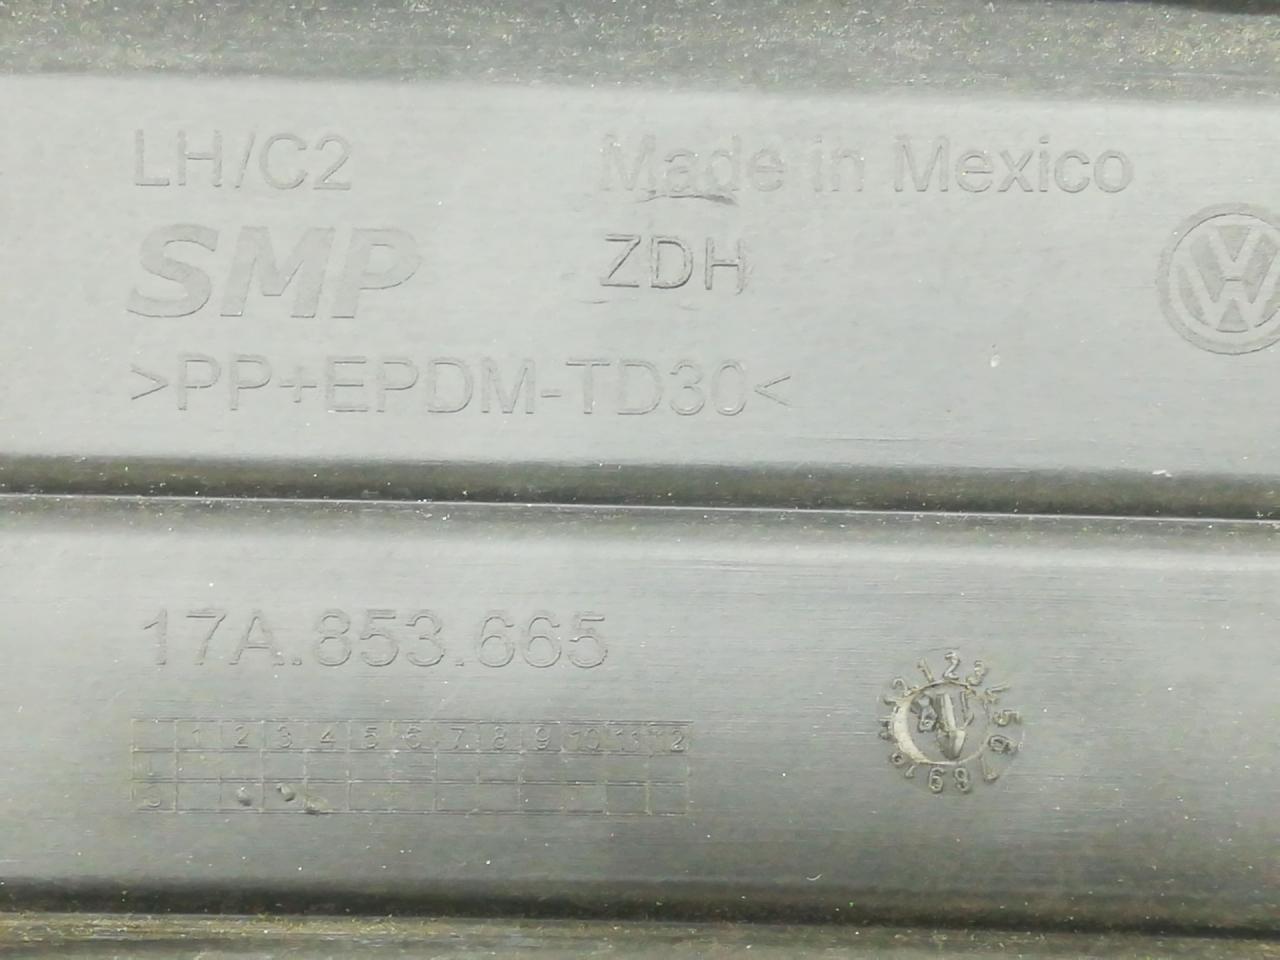 LH/C2 Made in Mexico
SMP ZDH
>PP+EPDM-TD30<
17A.853.665
1 2 3 4 5 6 7 8 9 10 11 12